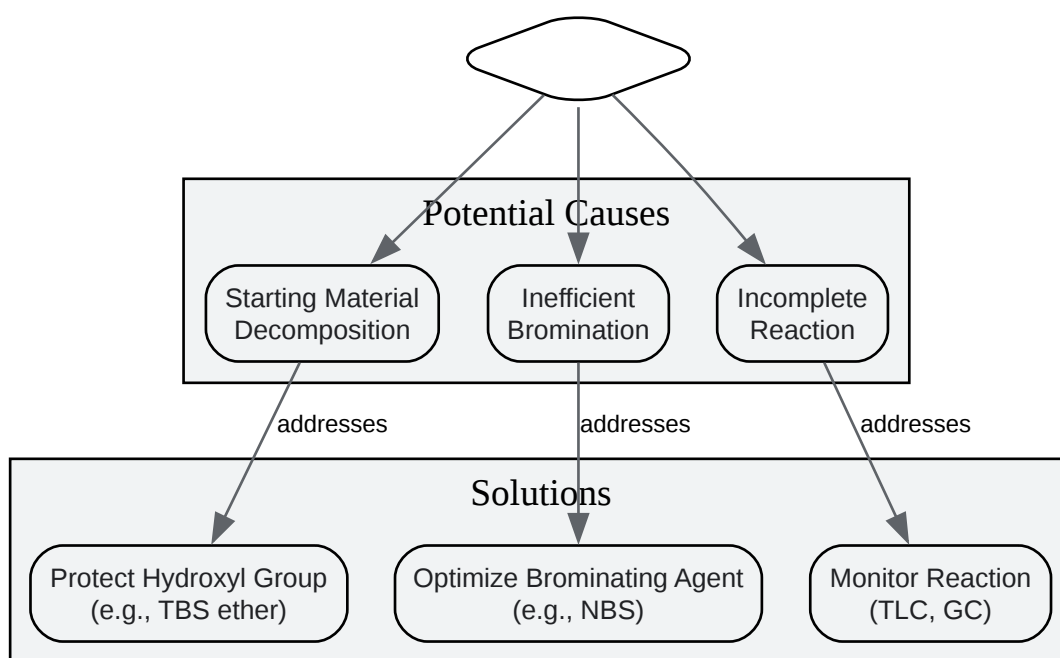 Potential Causes
Starting Material
Decomposition
Inefficient
Bromination
Incomplete
Reaction
addresses
addresses
addresses
Solutions
Protect Hydroxyl Group
(e.g., TBS ether)
Optimize Brominating Agent
(e.g., NBS)
Monitor Reaction
(TLC, GC)